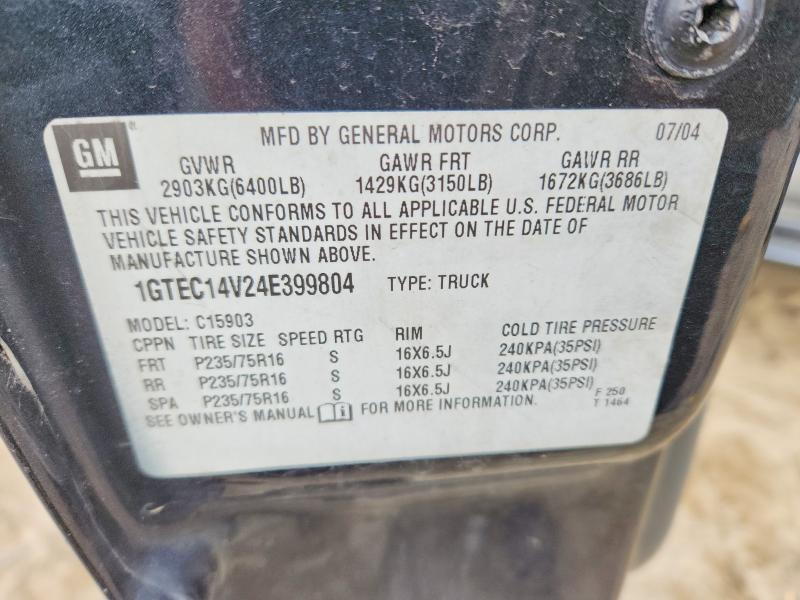 GM
MFD BY GENERAL MOTORS CORP. 07/04
GVWR GAWR FRT GAWR RR
2903KG(6400LB) 1429KG(3150LB) 1672KG(3686LB)
THIS VEHICLE CONFORMS TO ALL APPLICABLE U.S. FEDERAL MOTOR
VEHICLE SAFETY STANDARDS IN EFFECT ON THE DATE OF
MANUFACTURE SHOWN ABOVE.
1GTEC14V24E399804 TYPE: TRUCK
MODEL: C15903
CPPN TIRE SIZE SPEED RTG RIM COLD TIRE PRESSURE
FRT P235/75R16 S 16X6.5J 240KPA(35PSI)
RR P235/75R16 S 16X6.5J 240KPA(35PSI)
SPA P235/75R16 S 16X6.5J 240KPA(35PSI)
SEE OWNER'S MANUAL i FOR MORE INFORMATION.
F 250
T 1464